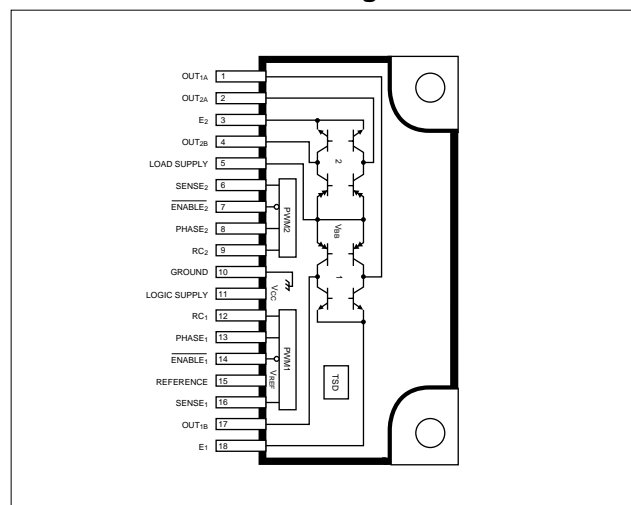 OUT1A 1
OUT2A 2
E2 3
OUT2B 4
LOAD SUPPLY 5
SENSE2 6
ENABLE2 7
PHASE2 8
RC2 9
GROUND 10
LOGIC SUPPLY 11
RC1 12
PHASE1 13
ENABLE1 14
REFERENCE 15
SENSE1 16
OUT1B 17
E1 18
PWM2
VCC
PWM1
VREF
2
VBB
1
TSD